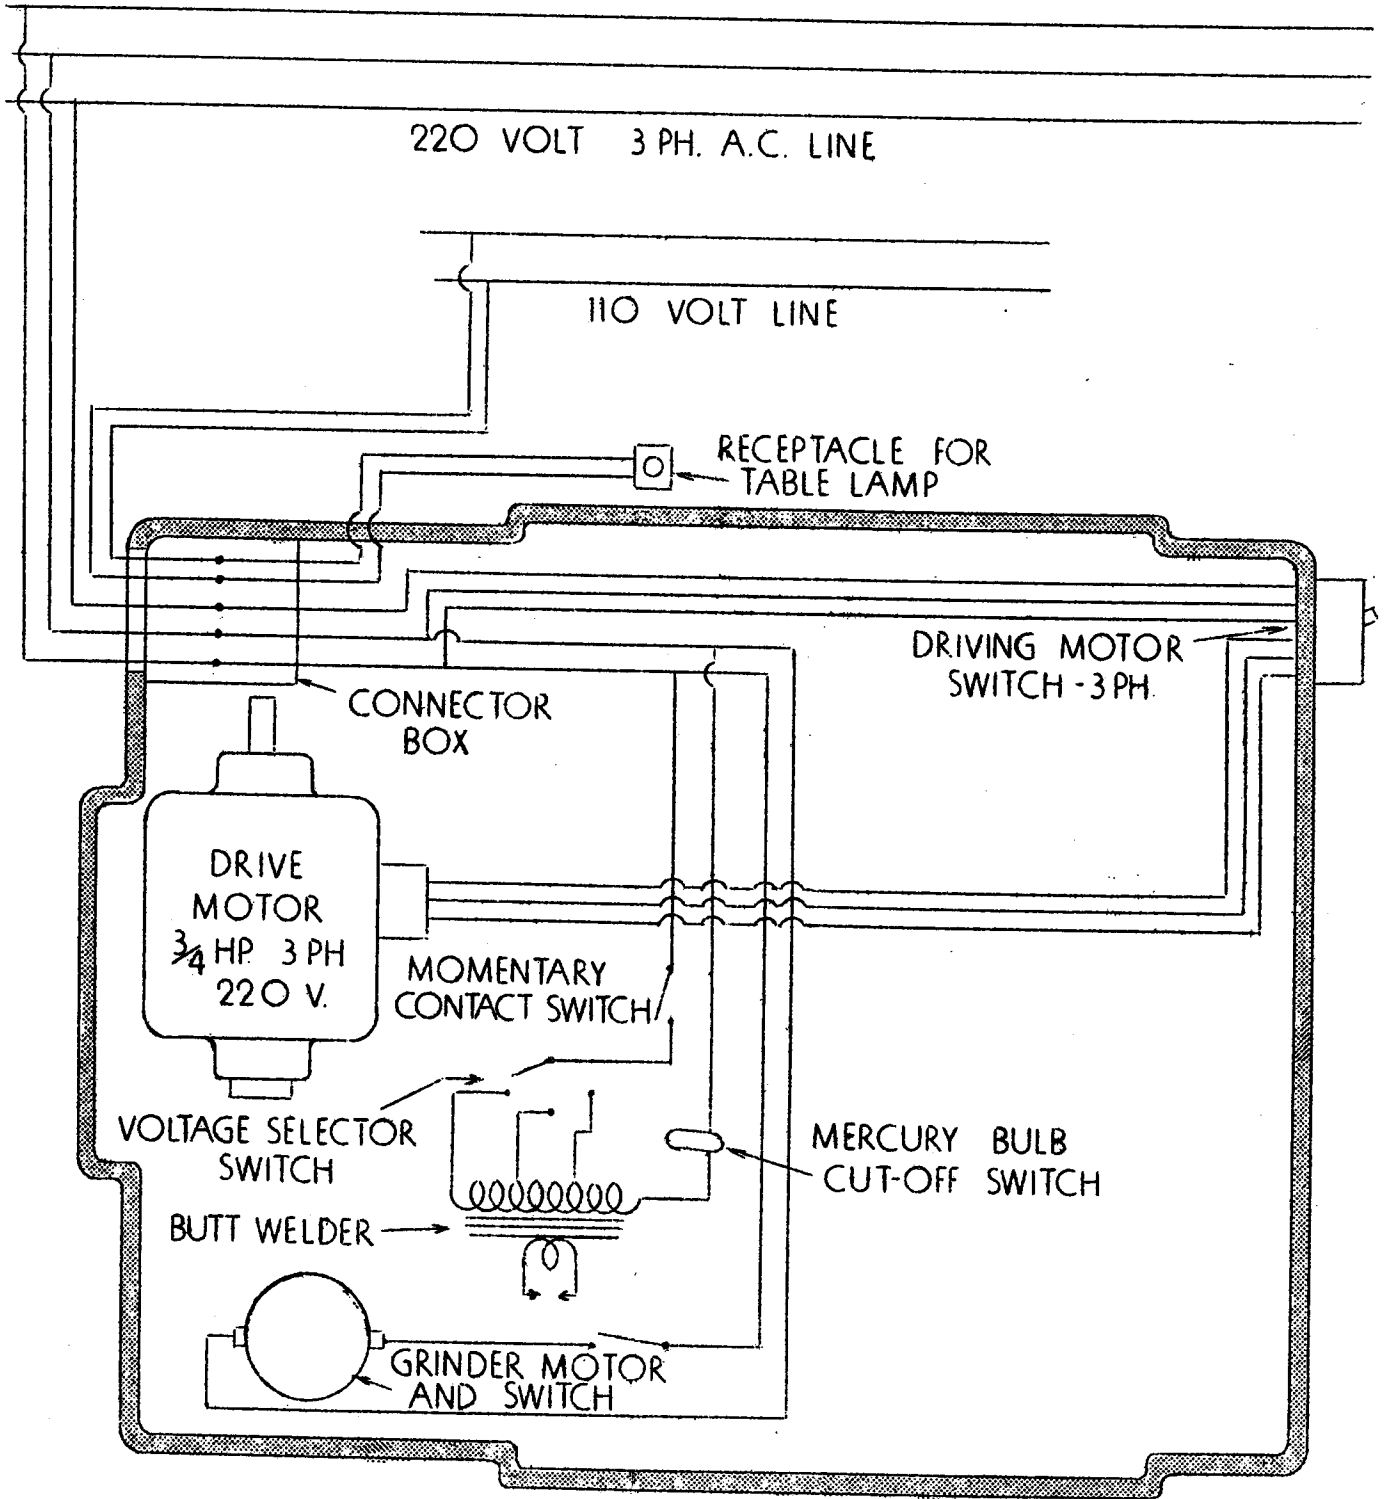 220 VOLT 3 PH. A.C. LINE
110 VOLT LINE
RECEPTACLE FOR
TABLE LAMP
DRIVING MOTOR
SWITCH - 3 PH.
CONNECTOR
BOX
DRIVE
MOTOR
3/4 HP. 3 PH
220 V.
MOMENTARY
CONTACT SWITCH
VOLTAGE SELECTOR
SWITCH
MERCURY BULB
CUT-OFF SWITCH
BUTT WELDER
GRINDER MOTOR
AND SWITCH